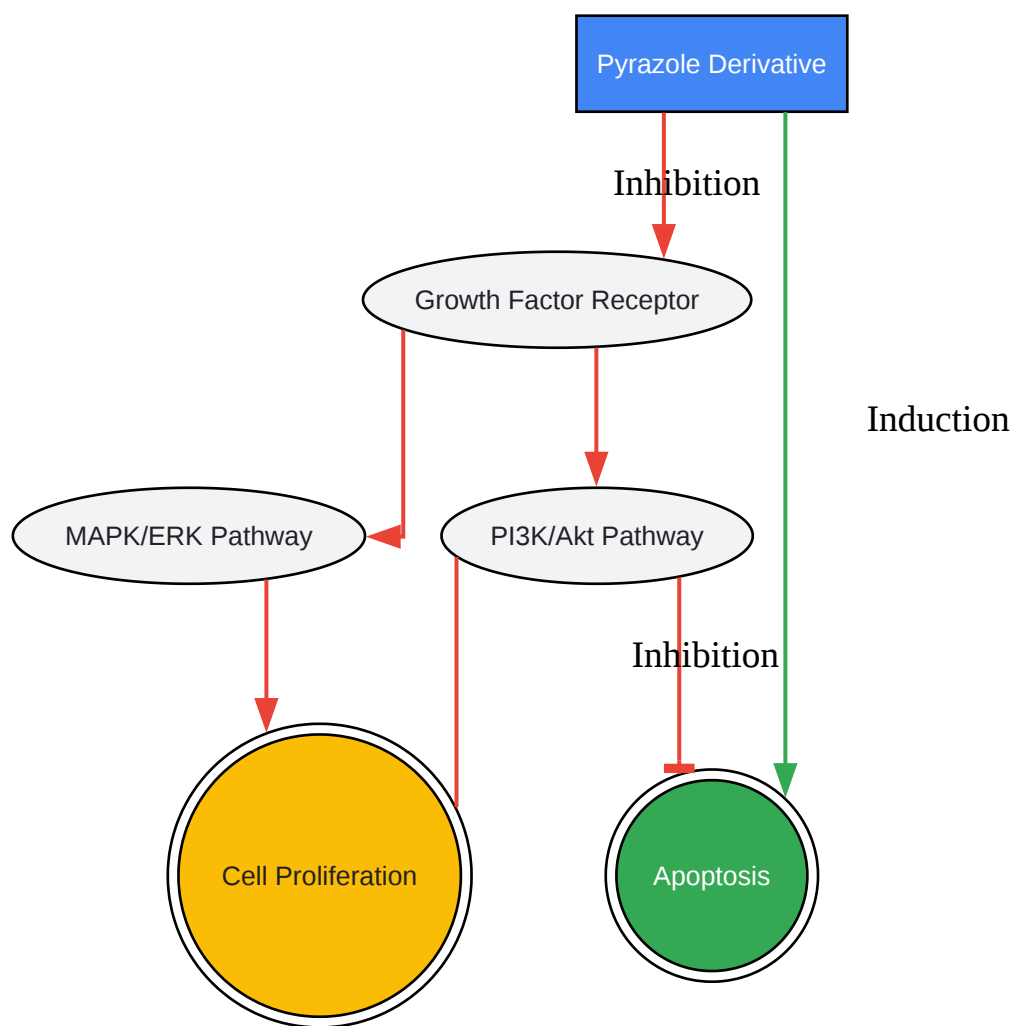 Pyrazole Derivative
Inhibition
Growth Factor Receptor
Induction
MAPK/ERK Pathway
PI3K/Akt Pathway
Inhibition
Cell Proliferation
Apoptosis